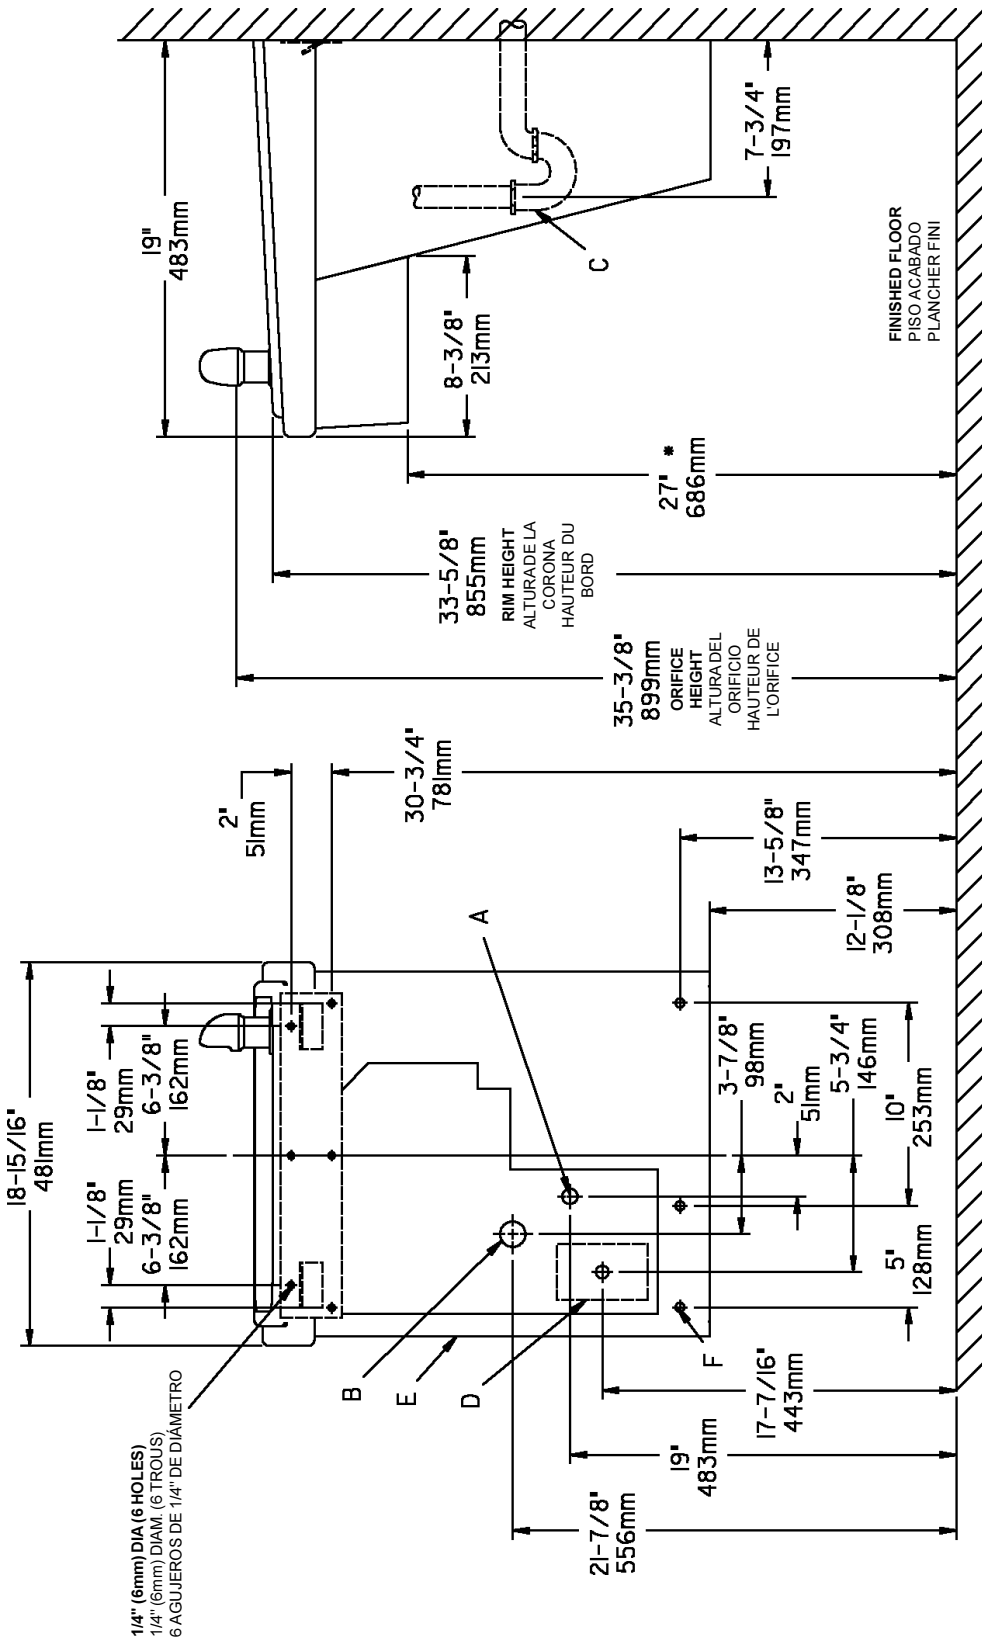 1/4" (6mm) DIA (6 HOLES)
1/4" (6mm) DIAM. (6 TROUS)
6 AGUJEROS DE 1/4" DE DIÁMETRO
18-15/16"
481mm
1-1/8"
29mm
6-3/8"
162mm
1-1/8"
29mm
6-3/8"
162mm
2"
51mm
30-3/4"
781mm
35-3/8"
899mm
ORIFICE
HEIGHT
ALTURA DEL
ORIFICIO
HAUTEUR DE
L'ORIFICE
33-5/8"
855mm
RIM HEIGHT
ALTURA DE LA
CORONA
HAUTEUR DU
BORD
27" *
686mm
19"
483mm
8-3/8"
213mm
C
7-3/4"
197mm
FINISHED FLOOR
PISO ACABADO
PLANCHER FINI
A
B
E
D
F
13-5/8"
347mm
12-1/8"
308mm
3-7/8"
98mm
2"
51mm
5-3/4"
146mm
10"
253mm
5"
128mm
17-7/16"
443mm
19"
483mm
21-7/8"
556mm